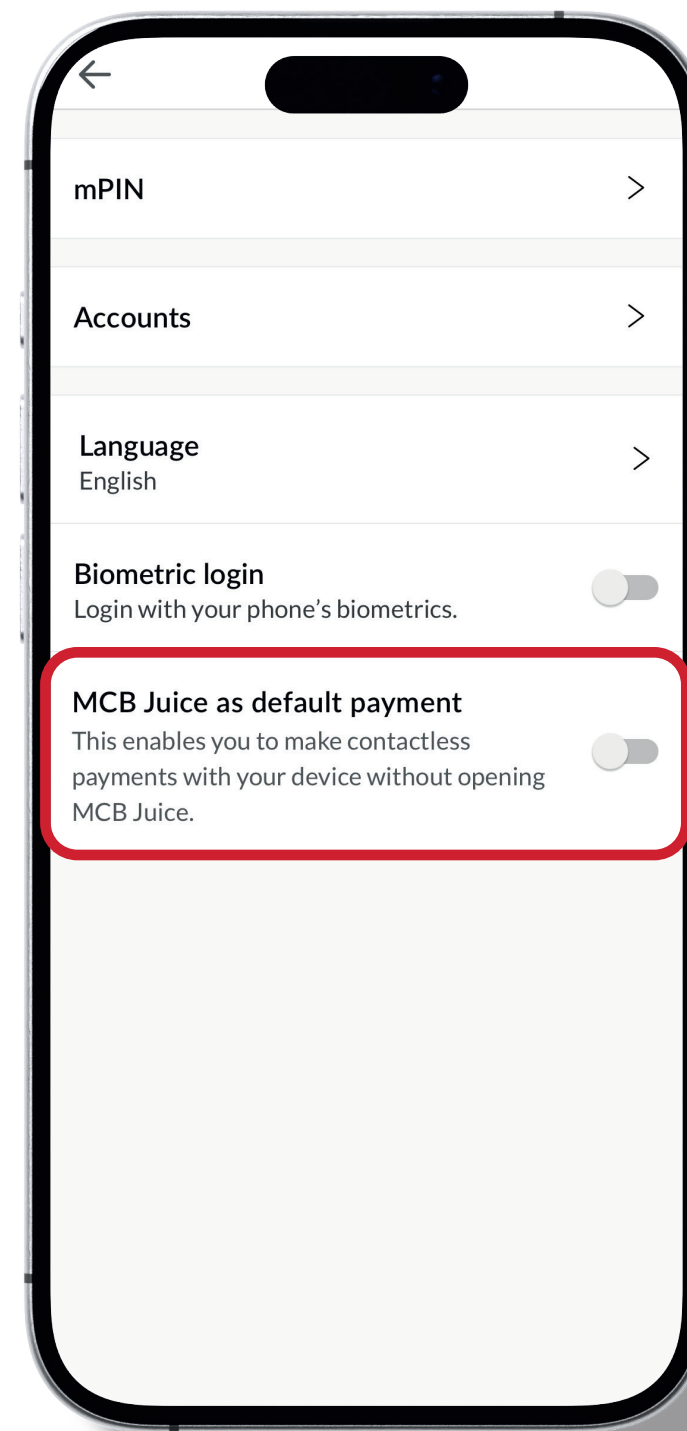 mPIN
Accounts
Language
English
Biometric login
Login with your phone’s biometrics.
MCB Juice as default payment
This enables you to make contactless
payments with your device without opening
MCB Juice.